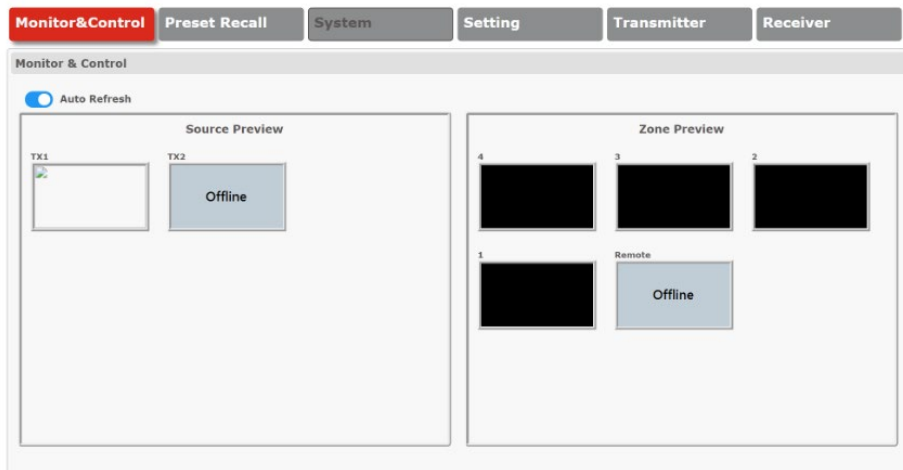 Monitor&Control Preset Recall System Setting Transmitter Receiver
Monitor & Control
Auto Refresh
Source Preview
TX1 TX2
Offline
Zone Preview
4 3 2
1 Remote
Offline